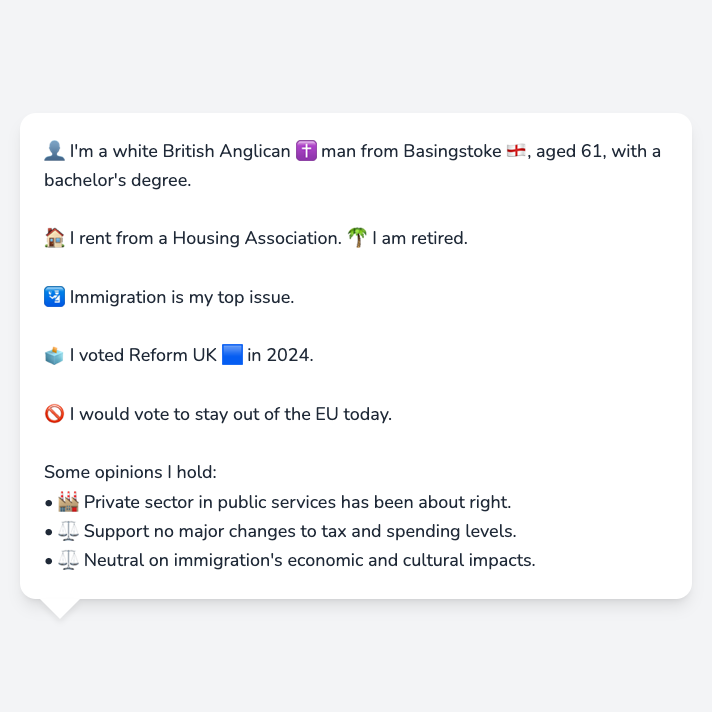 👤 I'm a white British Anglican ✝️ man from Basingstoke 🏴󠁧󠁢󠁥󠁮󠁧󠁿, aged 61, with a
bachelor's degree.
🏠 I rent from a Housing Association. 🌴 I am retired.
🛂 Immigration is my top issue.
🗳️ I voted Reform UK 🟦 in 2024.
🚫 I would vote to stay out of the EU today.
Some opinions I hold:
• 🏭 Private sector in public services has been about right.
• ⚖️ Support no major changes to tax and spending levels.
• ⚖️ Neutral on immigration's economic and cultural impacts.